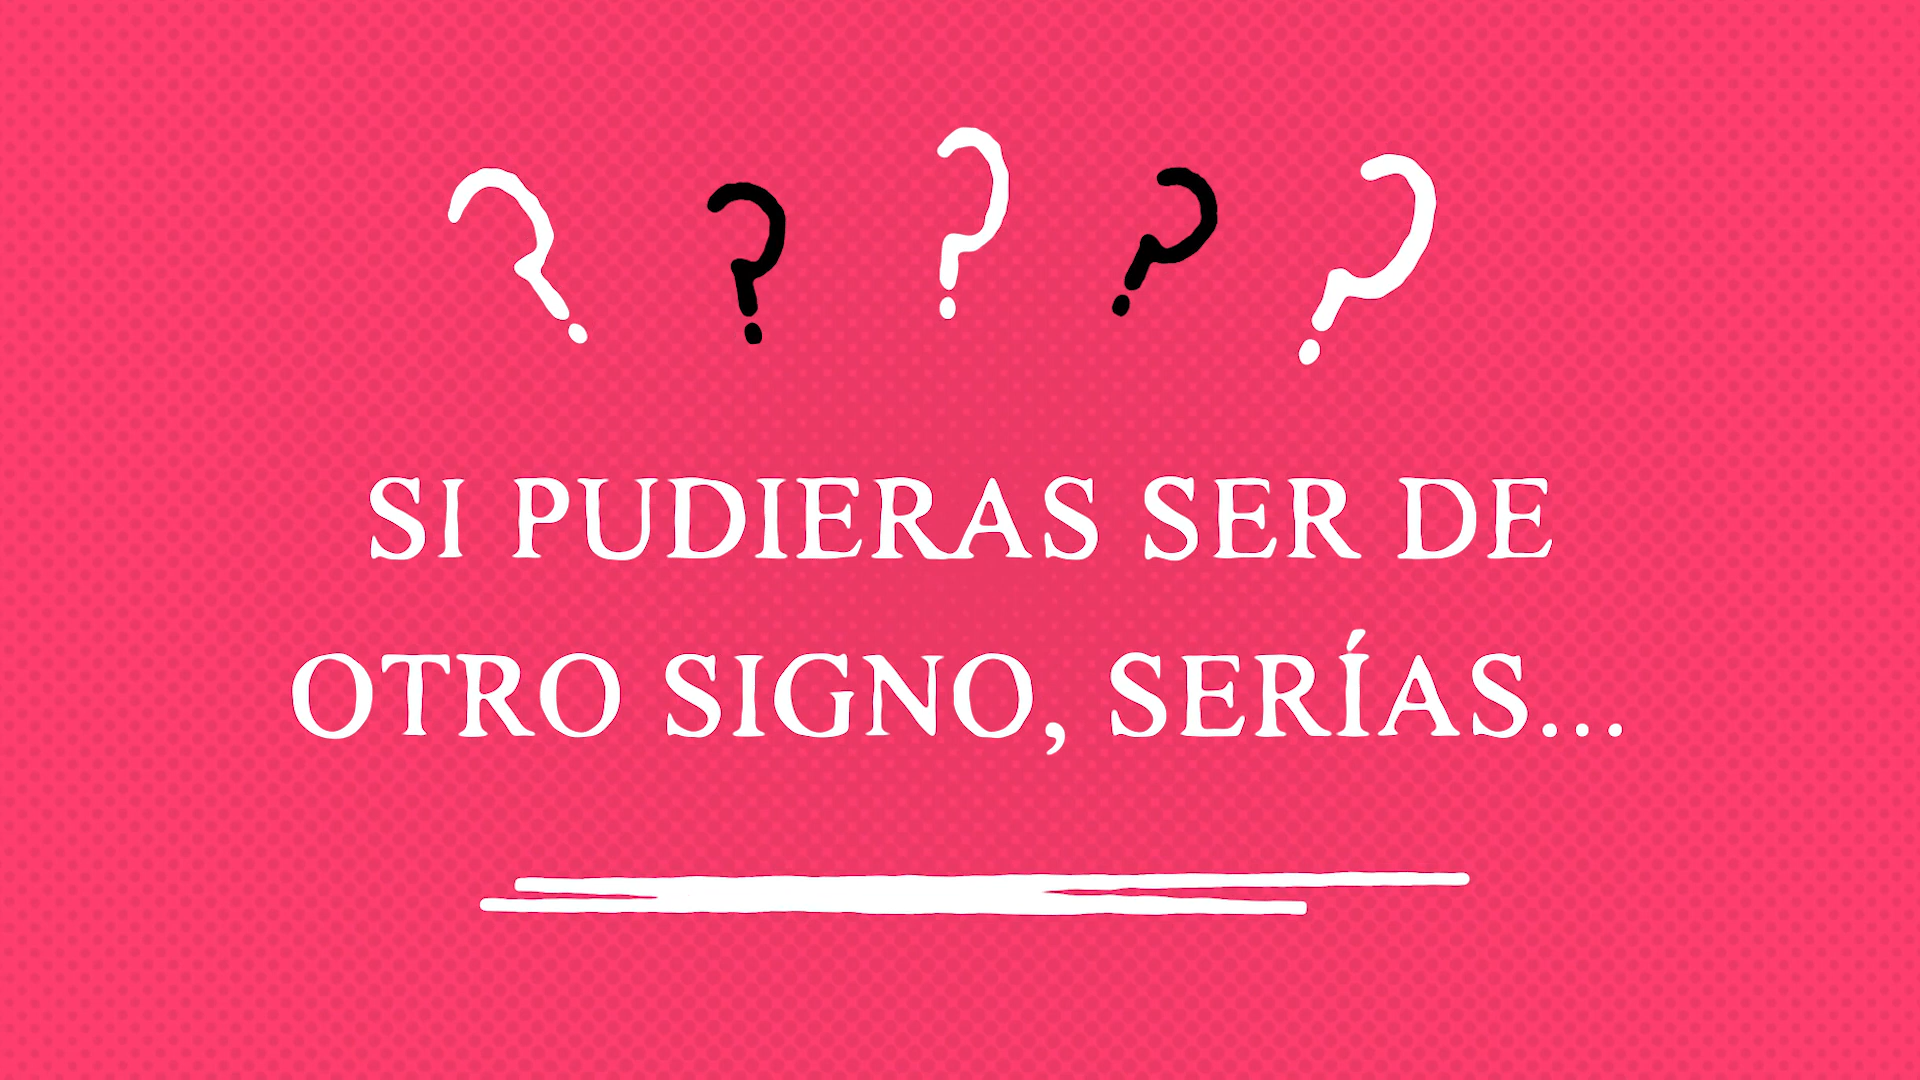 ? ? ? ? ?
SI PUDIERAS SER DE
OTRO SIGNO, SERÍAS...